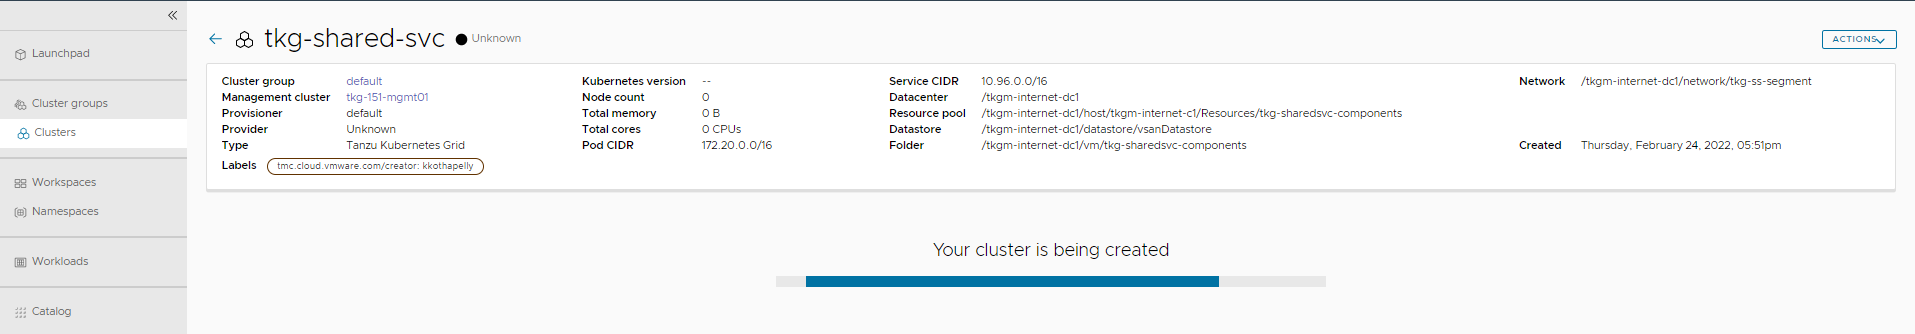 Launchpad
Cluster groups
Clusters
Workspaces
Namespaces
Workloads
Catalog
tkg-shared-svc Unknown
ACTIONS
Cluster group default
Management cluster tkg-151-mgmt01
Provisioner default
Provider Unknown
Type Tanzu Kubernetes Grid
Labels tmc.cloud.vmware.com/creator: kkothapelly
Kubernetes version --
Node count 0
Total memory 0 B
Total cores 0 CPUs
Pod CIDR 172.20.0.0/16
Service CIDR 10.96.0.0/16
Datacenter /tkgm-internet-dc1
Resource pool /tkgm-internet-dc1/host/tkgm-internet-c1/Resources/tkg-sharedsvc-components
Datastore /tkgm-internet-dc1/datastore/vsanDatastore
Folder /tkgm-internet-dc1/vm/tkg-sharedsvc-components
Network /tkgm-internet-dc1/network/tkg-ss-segment
Created Thursday, February 24, 2022, 05:51pm
Your cluster is being created